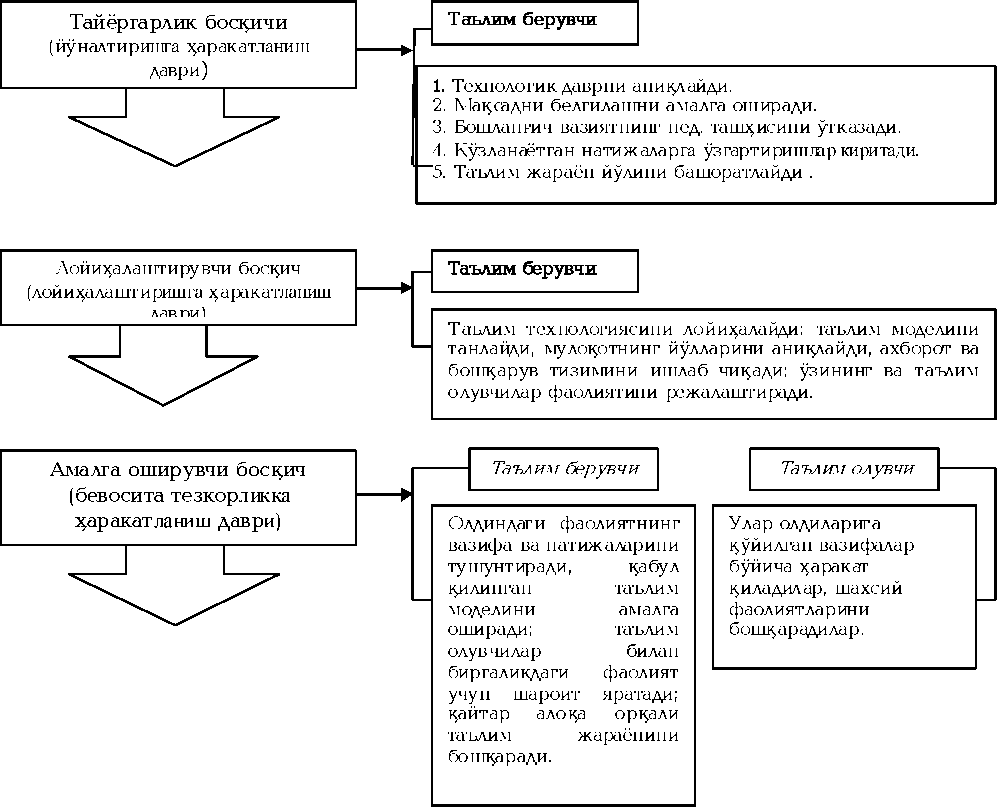 Тайёргарлик босқичи
(йўналтиришга ҳаракатланиш
даври)
Таълим берувчи
1. Технологик даврни аниқлайди.
2. Мақсадни белгилашни амалга оширади.
3. Бошланғич вазиятнинг пед. ташҳисини ўтказади.
4. Кўзланаётган натижаларга ўзгартиришлар киритади.
5. Таълим жараён йўлини башоратлайди .
Лойиҳалаштирувчи босқич
(лойиҳалаштиришга ҳаракатланиш
даври)
Таълим берувчи
Таълим технологиясини лойиҳалайди: таълим моделини
танлайди, мулоқотнинг йўлларини аниқлайди, ахборот ва
бошқарув тизимини ишлаб чиқади; ўзининг ва таълим
олувчилар фаолиятини режалаштиради.
Амалга оширувчи босқич
(бевосита тезкорликка
ҳаракатланиш даври)
Таълим берувчи
Олдиндаги фаолиятнинг
вазифа ва натижаларини
тушунтиради, қабул
қилинган таълим
моделини амалга
оширади; таълим
олувчилар билан
биргаликдаги фаолият
учун шароит яратади;
қайтар алоқа орқали
таълим жараёнини
бошқаради.
Таълим олувчи
Улар олдиларига
қўйилган вазифалар
бўйича ҳаракат
қиладилар, шахсий
фаолиятларини
бошқарадилар.